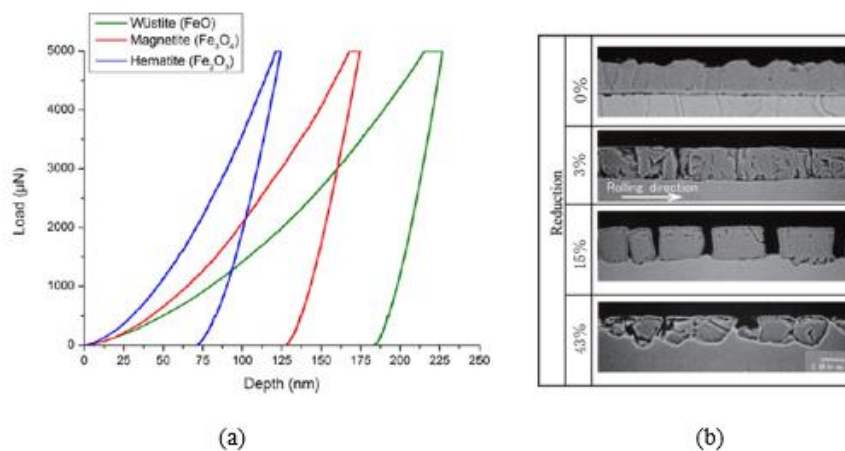 Wüstite (FeO)
Magnetite (Fe₃O₄)
Hematite (Fe₂O₃)
Load (µN)
5000
4000
3000
2000
1000
0
0 25 50 75 100 125 150 175 200 225 250
Depth (nm)
(a)
Reduction
0%
3%
Rolling direction
15%
43%
(b)